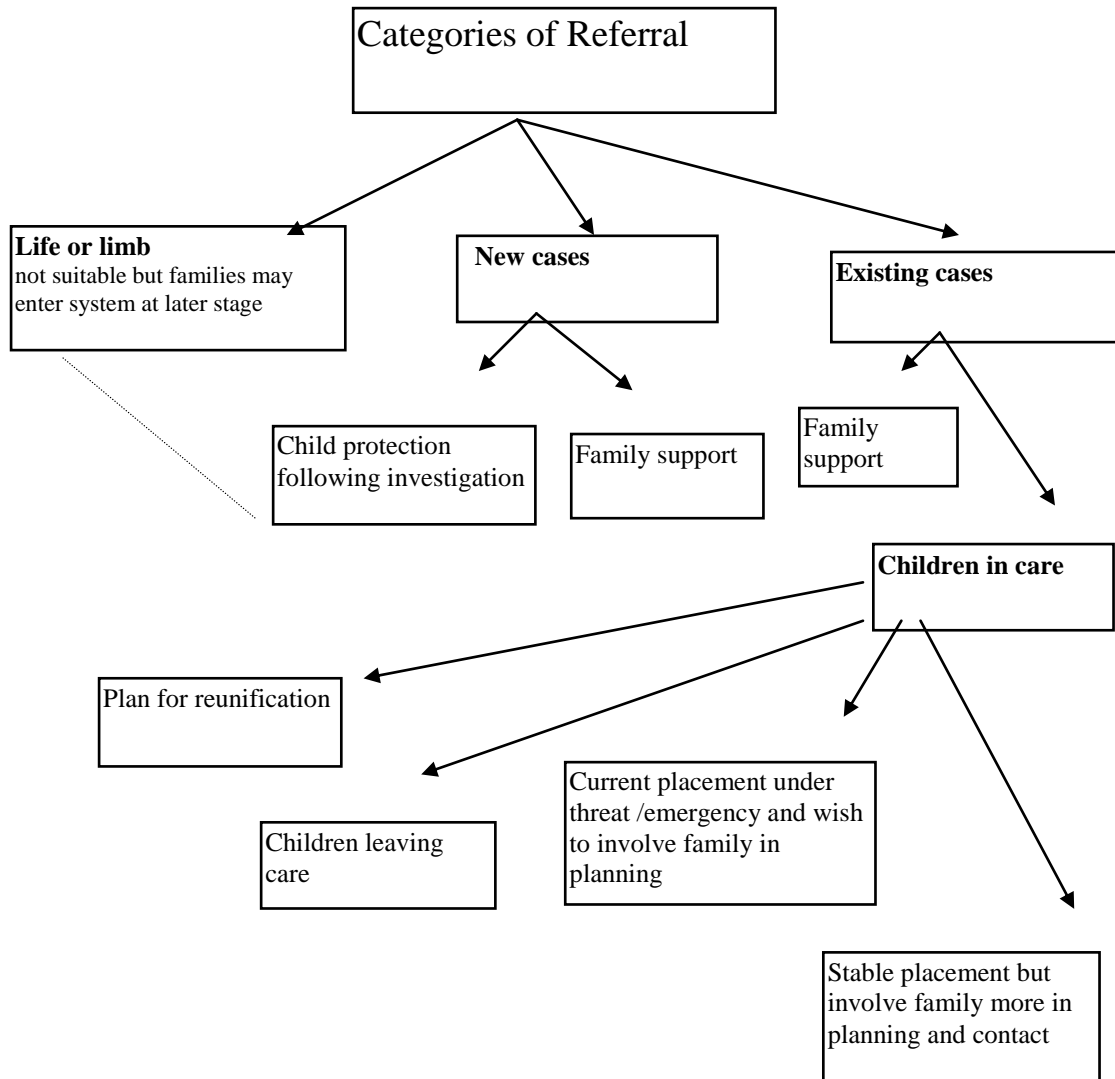 Categories of Referral
Life or limb
not suitable but families may
enter system at later stage
New cases
Existing cases
Child protection
following investigation
Family support
Family
support
Children in care
Plan for reunification
Children leaving
care
Current placement under
threat /emergency and wish
to involve family in
planning
Stable placement but
involve family more in
planning and contact